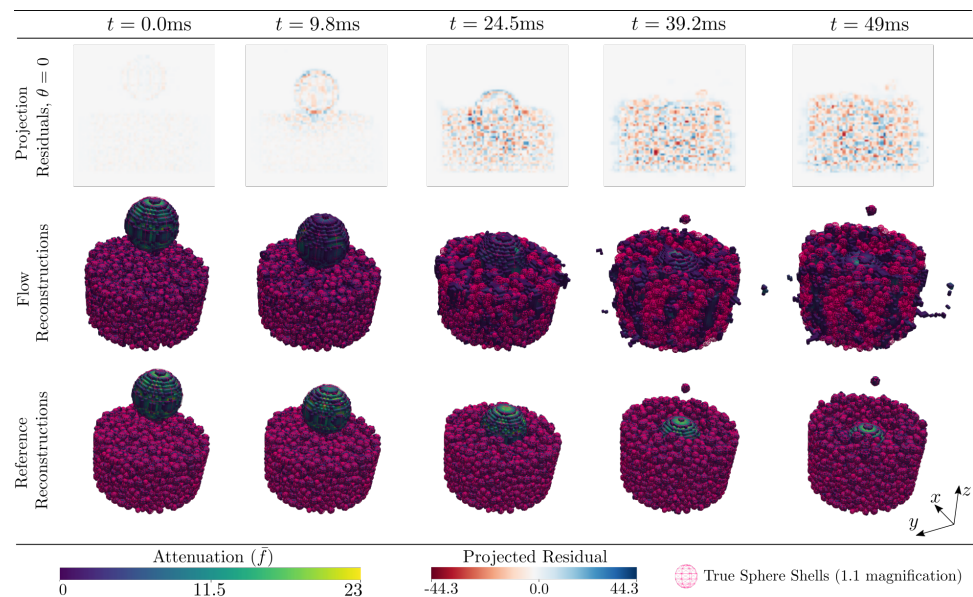 t = 0.0ms t = 9.8ms t = 24.5ms t = 39.2ms t = 49ms
Projection
Residuals, θ = 0
Flow
Reconstructions
Reference
Reconstructions
z
x
y
Attenuation (f̄)
0 11.5 23
Projected Residual
-44.3 0.0 44.3
True Sphere Shells (1.1 magnification)